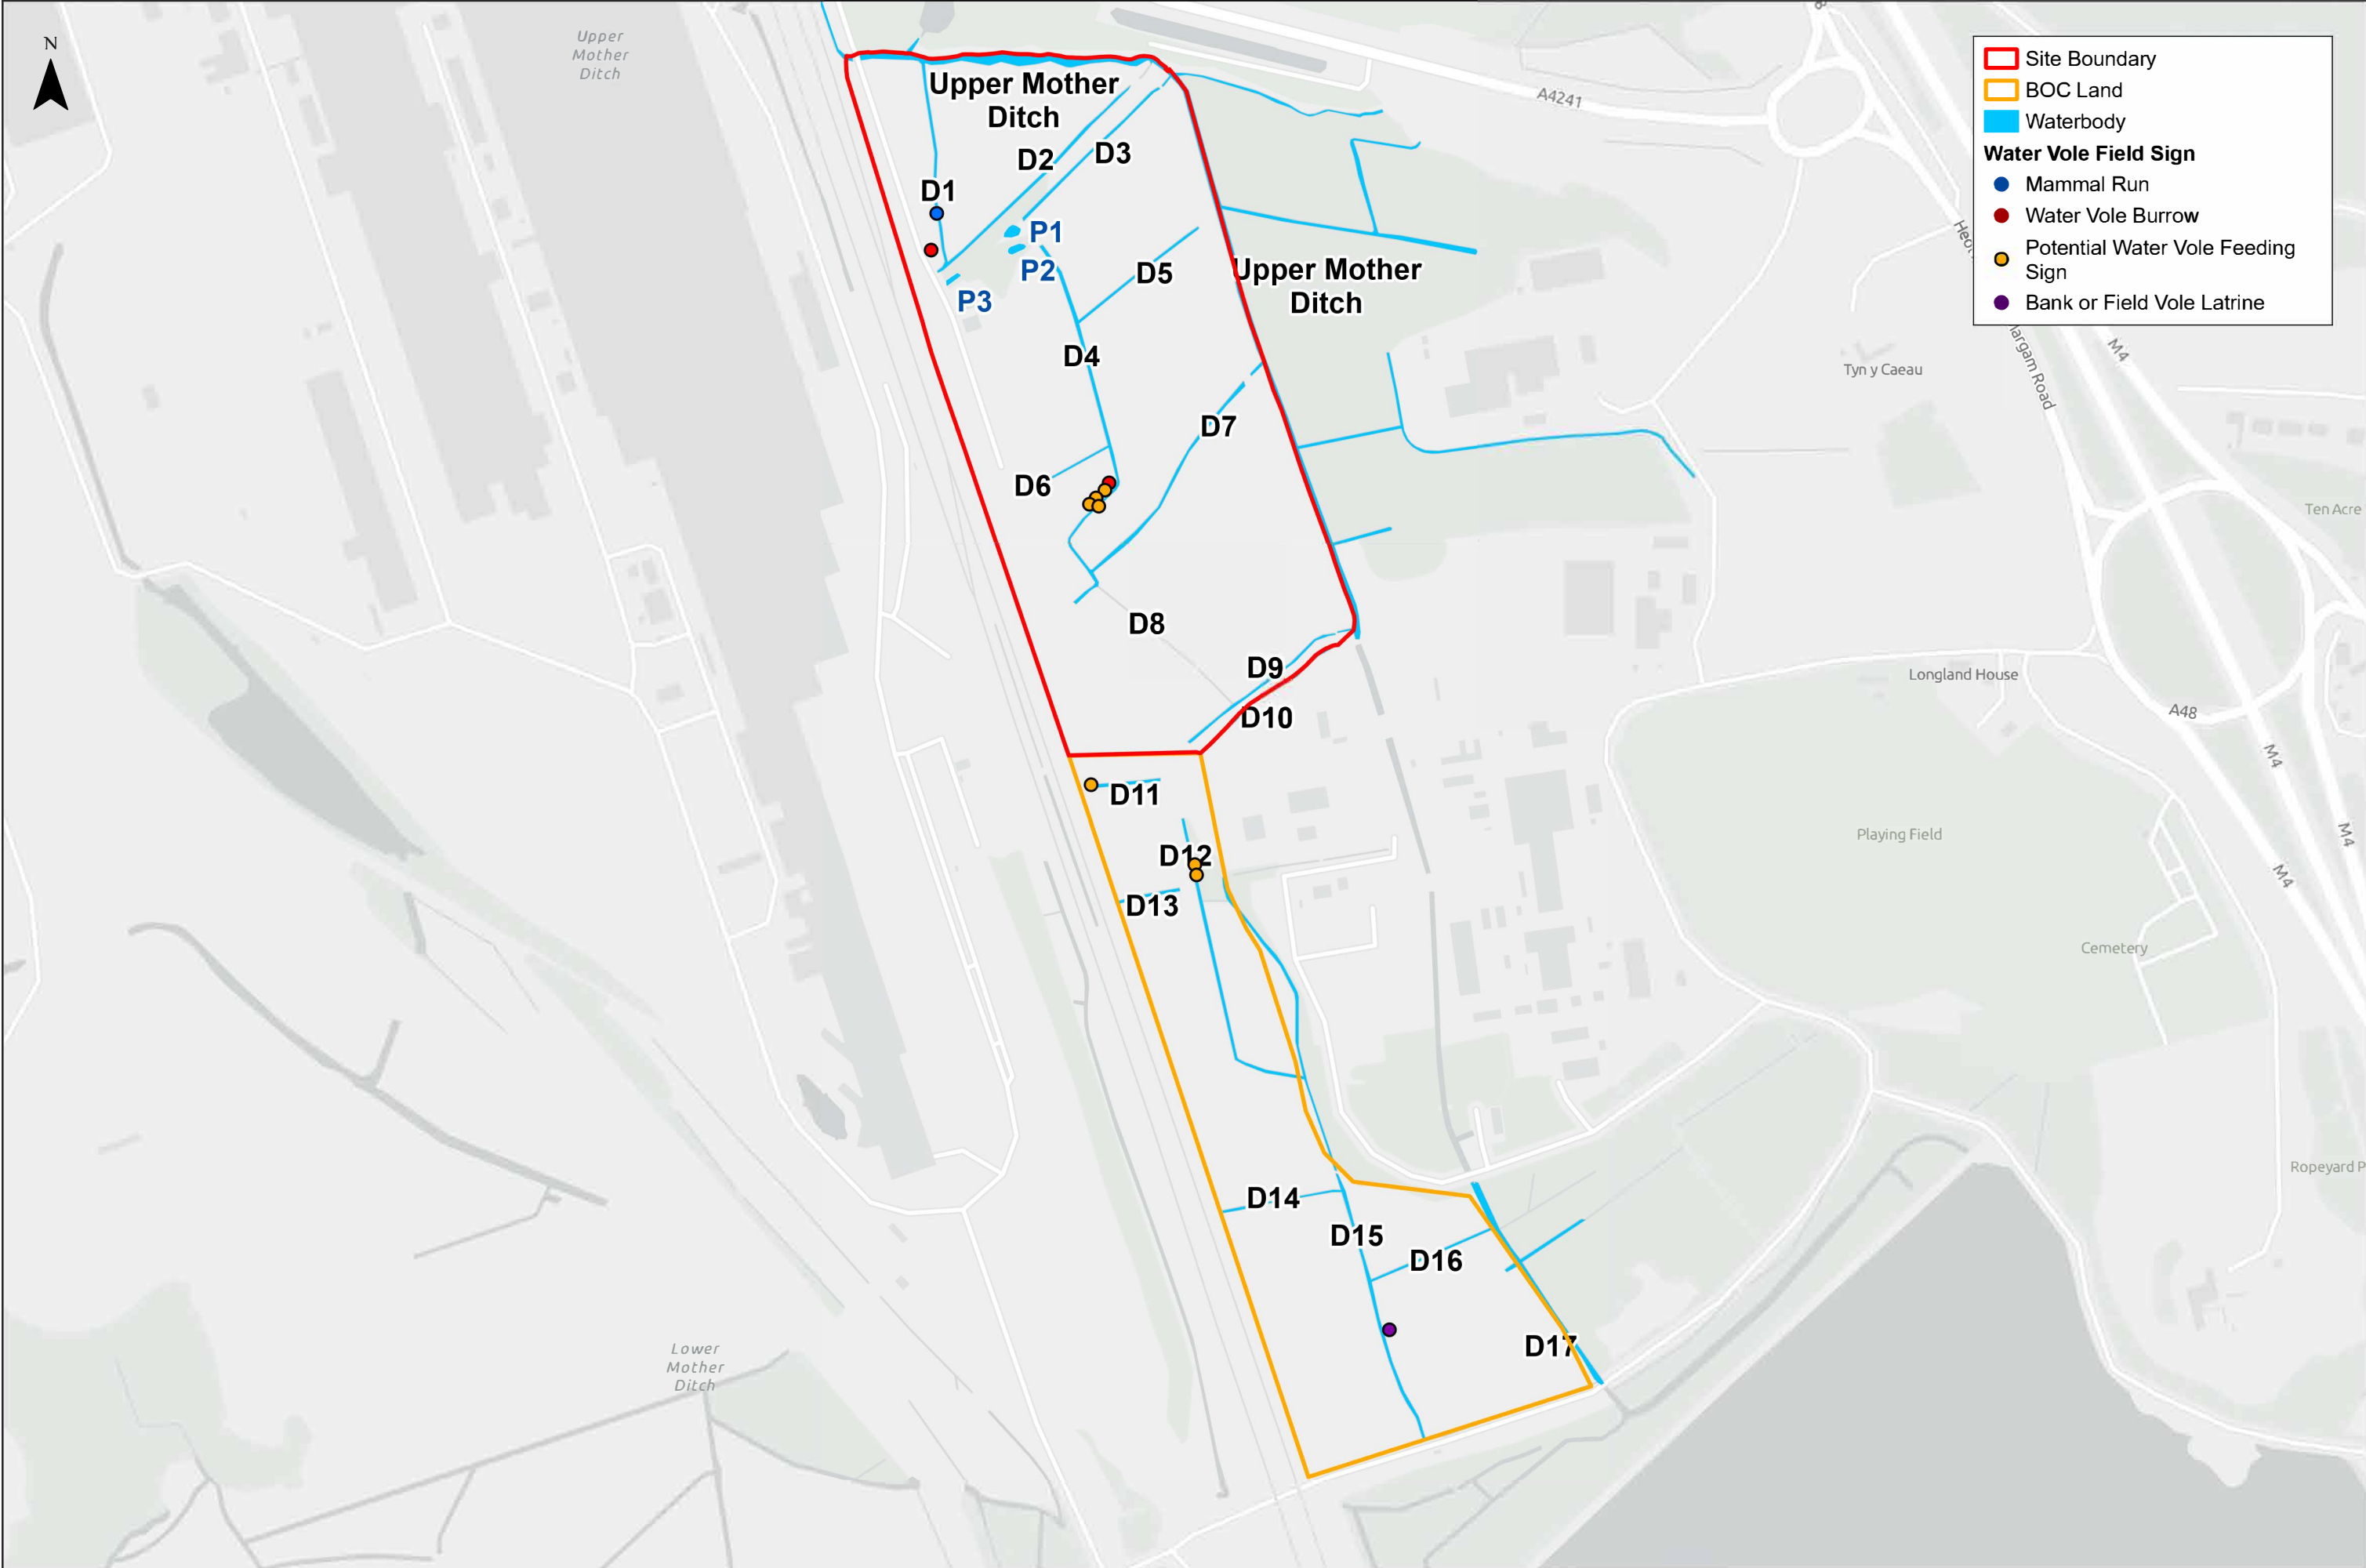 N
Upper
Mother
Ditch
Upper Mother
Ditch
D2
D3
D1
P1
P2
P3
D5
Upper Mother
Ditch
D4
D7
D6
D8
D9
D10
D11
D12
D13
D14
D15
D16
D17
Lower
Mother
Ditch
A4241
Site Boundary
BOC Land
Waterbody
Water Vole Field Sign
Mammal Run
Water Vole Burrow
Potential Water Vole Feeding
Sign
Bank or Field Vole Latrine
Margam Road
M4
Tyn y Caeau
Ten Acre
Longland House
A48
M4
M4
M4
Playing Field
Cemetery
Ropeyard P